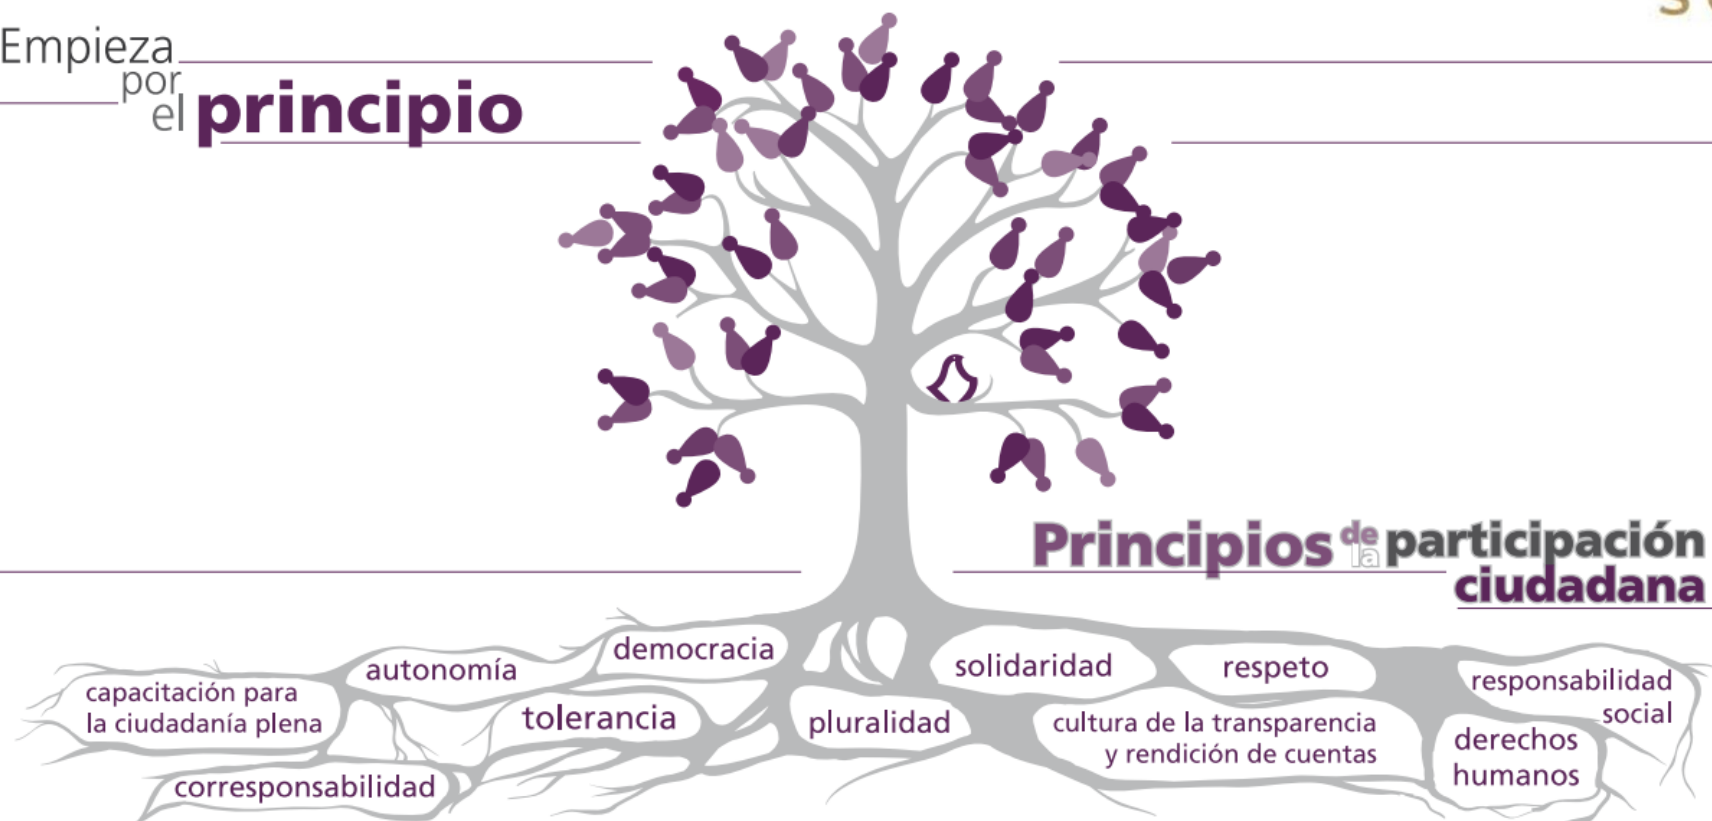 Empieza
por
el principio
Principios de la participación
ciudadana
democracia
autonomía
solidaridad
respeto
capacitación para
la ciudadanía plena
responsabilidad
social
tolerancia
pluralidad
cultura de la transparencia
y rendición de cuentas
derechos
humanos
corresponsabilidad